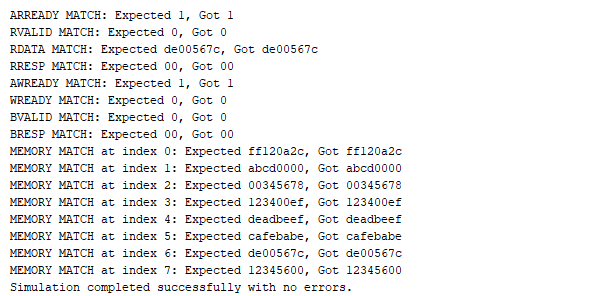 ARREADY MATCH: Expected 1, Got 1
RVALID MATCH: Expected 0, Got 0
RDATA MATCH: Expected de00567c, Got de00567c
RRESP MATCH: Expected 00, Got 00
AWREADY MATCH: Expected 1, Got 1
WREADY MATCH: Expected 0, Got 0
BVALID MATCH: Expected 0, Got 0
BRESP MATCH: Expected 00, Got 00
MEMORY MATCH at index 0: Expected ff120a2c, Got ff120a2c
MEMORY MATCH at index 1: Expected abcd0000, Got abcd0000
MEMORY MATCH at index 2: Expected 00345678, Got 00345678
MEMORY MATCH at index 3: Expected 123400ef, Got 123400ef
MEMORY MATCH at index 4: Expected deadbeef, Got deadbeef
MEMORY MATCH at index 5: Expected cafebabe, Got cafebabe
MEMORY MATCH at index 6: Expected de00567c, Got de00567c
MEMORY MATCH at index 7: Expected 12345600, Got 12345600
Simulation completed successfully with no errors.